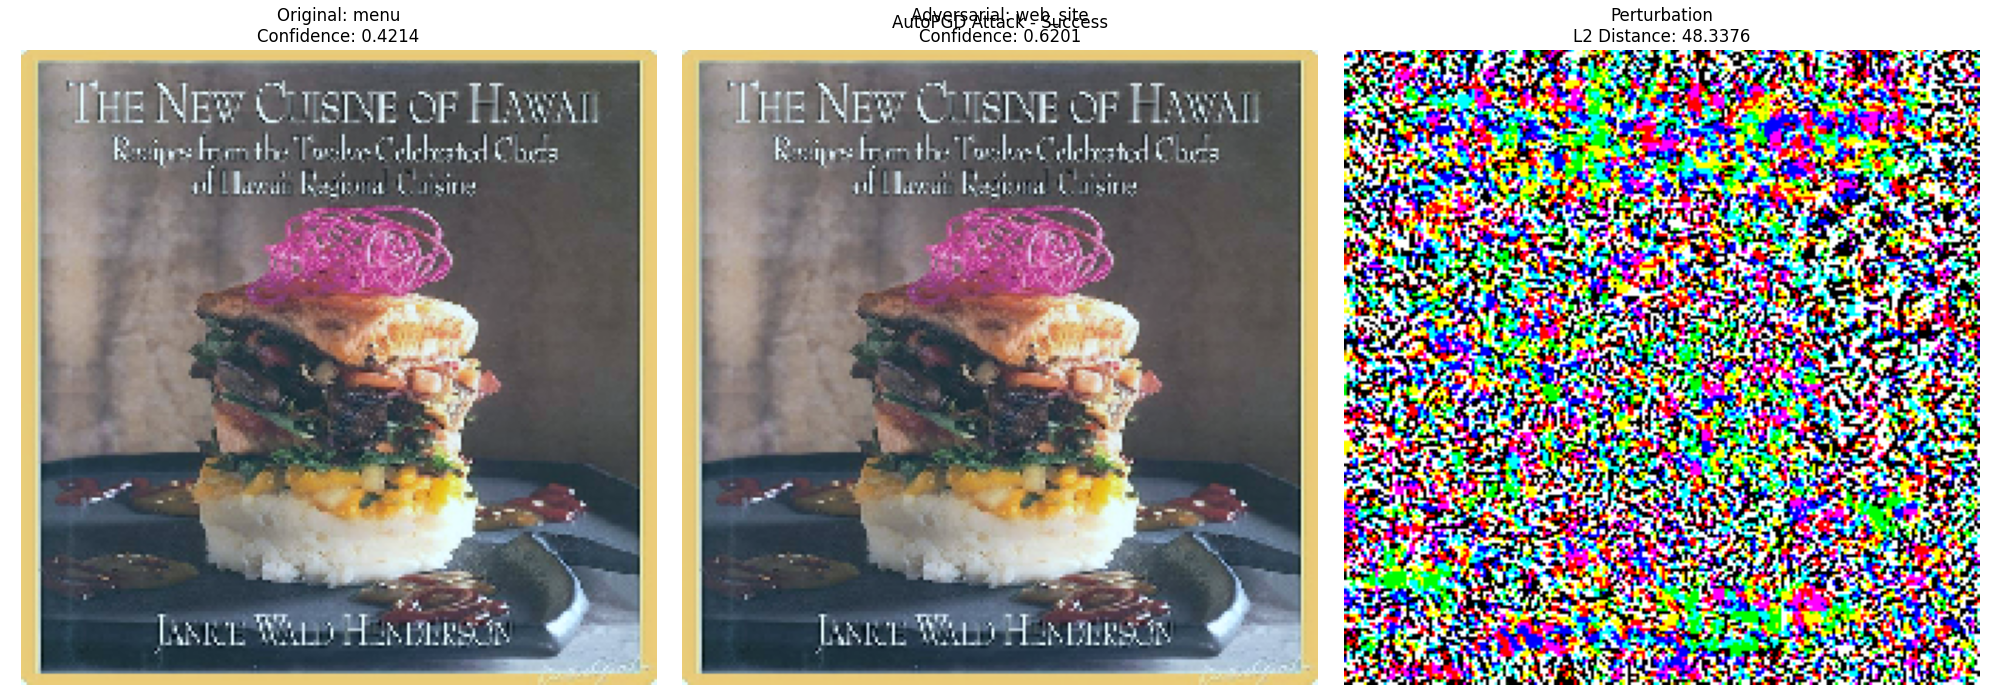 Original: menu
Confidence: 0.4214
THE NEW CUISINE OF HAWAII
Recipes from the Twelve Celebrated Chefs
of Hawaii Regional Cuisine
JANICE WALD HENDERSON
Adversarial: web_site
AutoPGD Attack - Success
Confidence: 0.6201
THE NEW CUISINE OF HAWAII
Recipes from the Twelve Celebrated Chefs
of Hawaii Regional Cuisine
JANICE WALD HENDERSON
Perturbation
L2 Distance: 48.3376